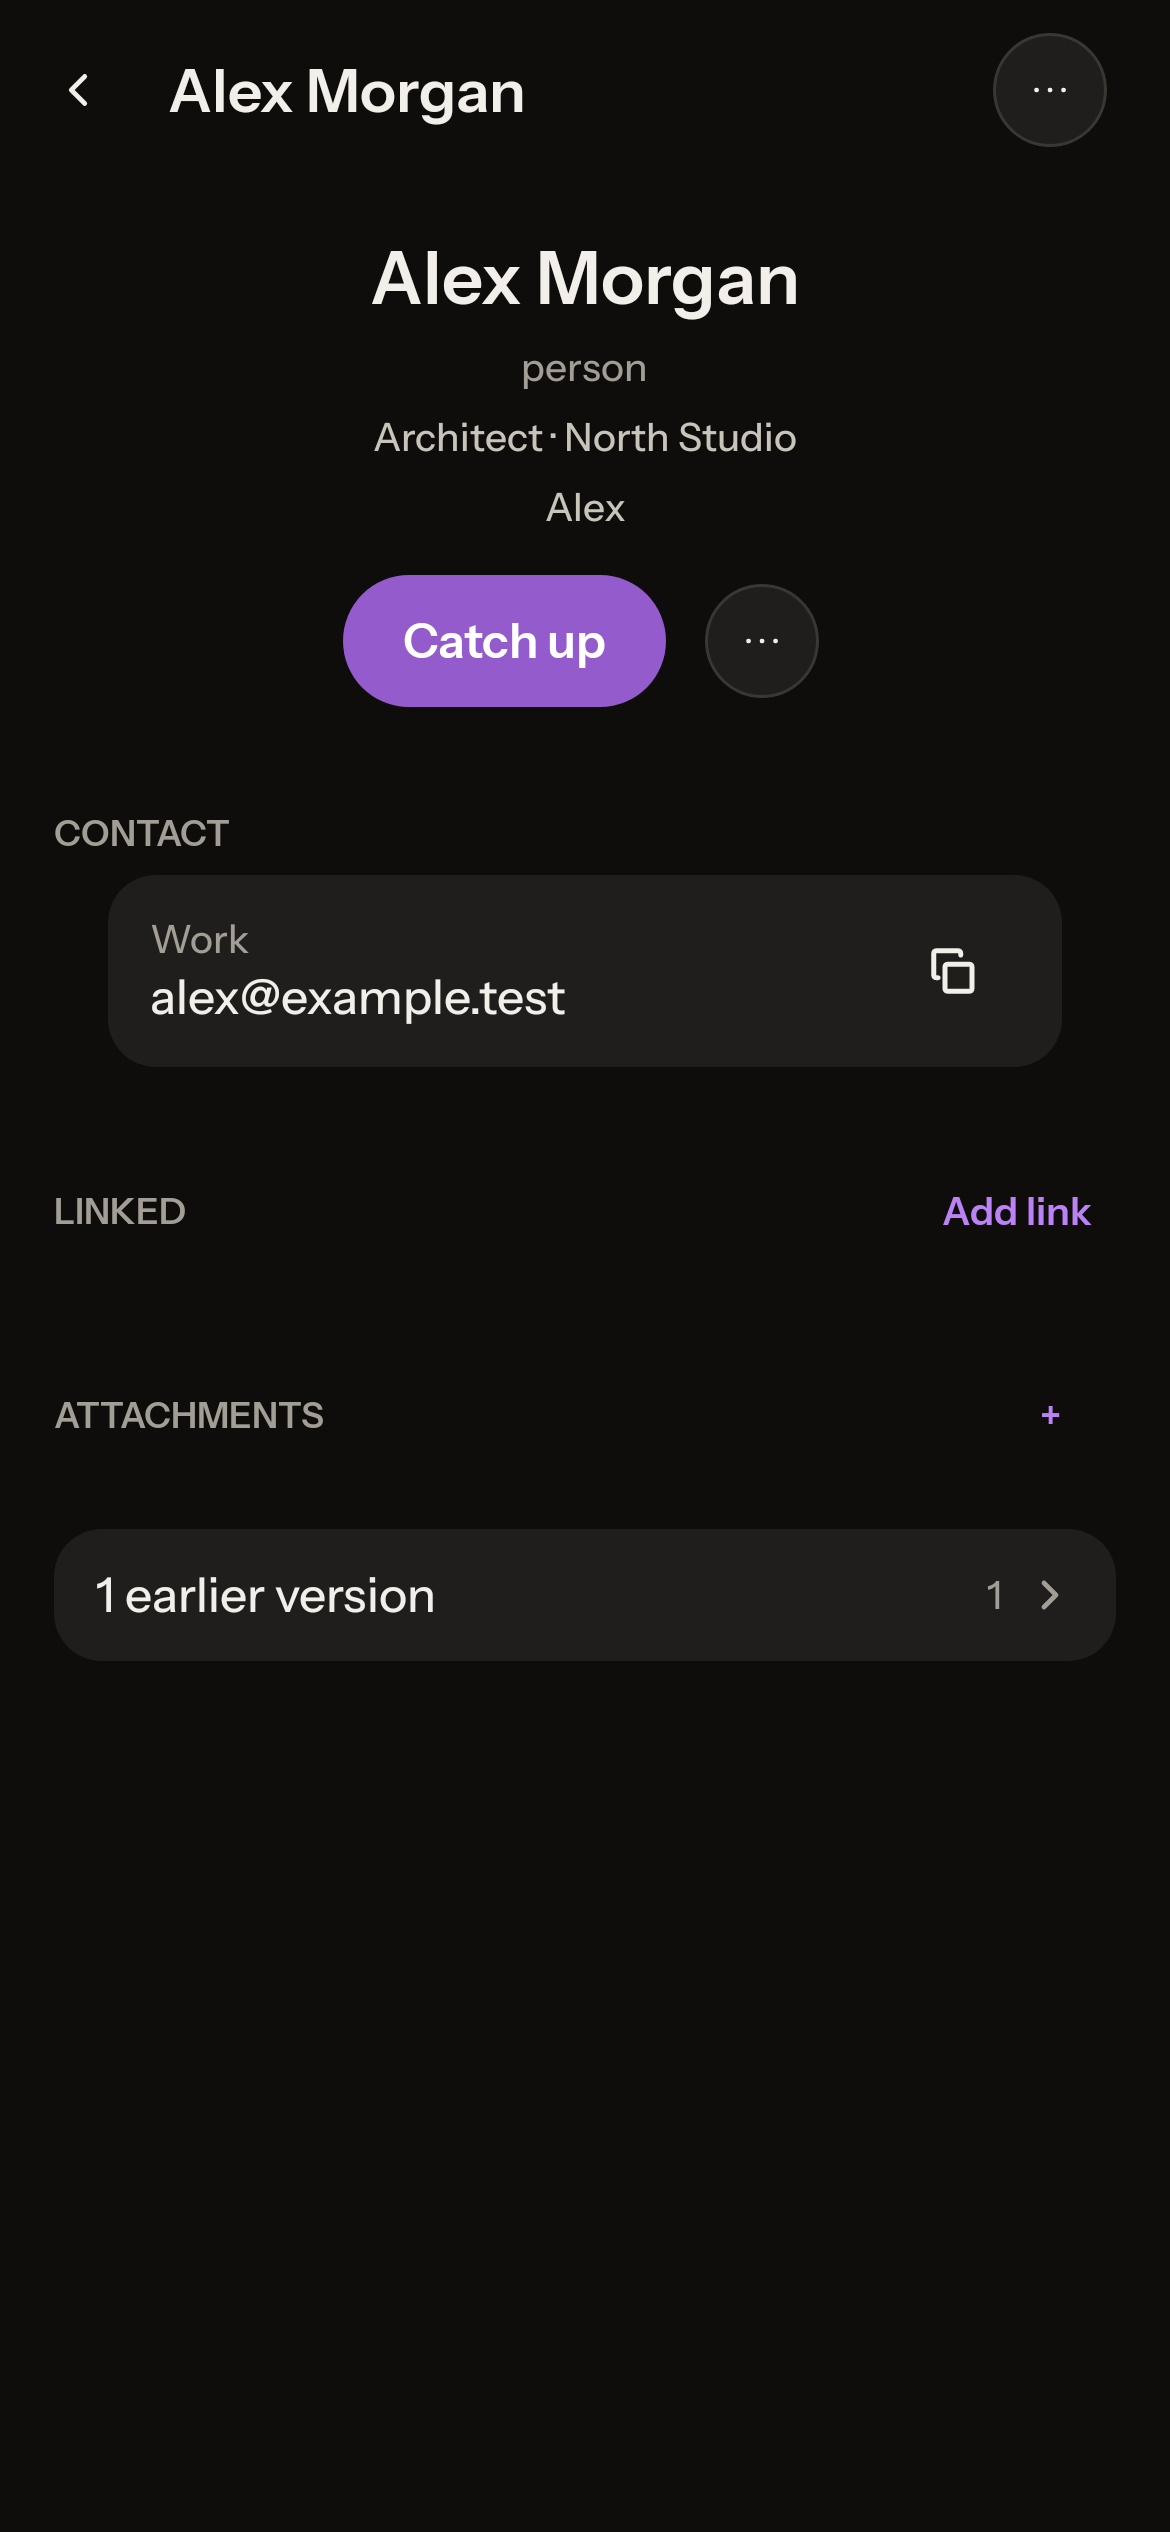 Alex Morgan
Alex Morgan
person
Architect · North Studio
Alex
Catch up
CONTACT
Work
alex@example.test
LINKED
Add link
ATTACHMENTS
+
1 earlier version
1